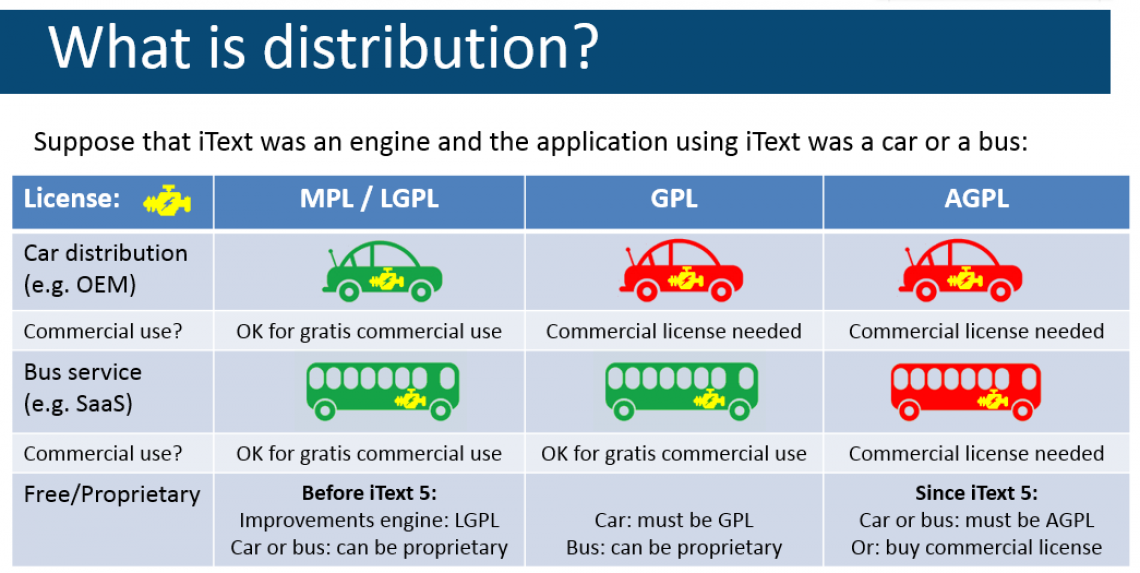 What is distribution?
Suppose that iText was an engine and the application using iText was a car or a bus:
License: MPL / LGPL GPL AGPL
Car distribution
(e.g. OEM)
Commercial use? OK for gratis commercial use Commercial license needed Commercial license needed
Bus service
(e.g. SaaS)
Commercial use? OK for gratis commercial use OK for gratis commercial use Commercial license needed
Free/Proprietary Before iText 5: Since iText 5:
Improvements engine: LGPL Car: must be GPL Car or bus: must be AGPL
Car or bus: can be proprietary Bus: can be proprietary Or: buy commercial license